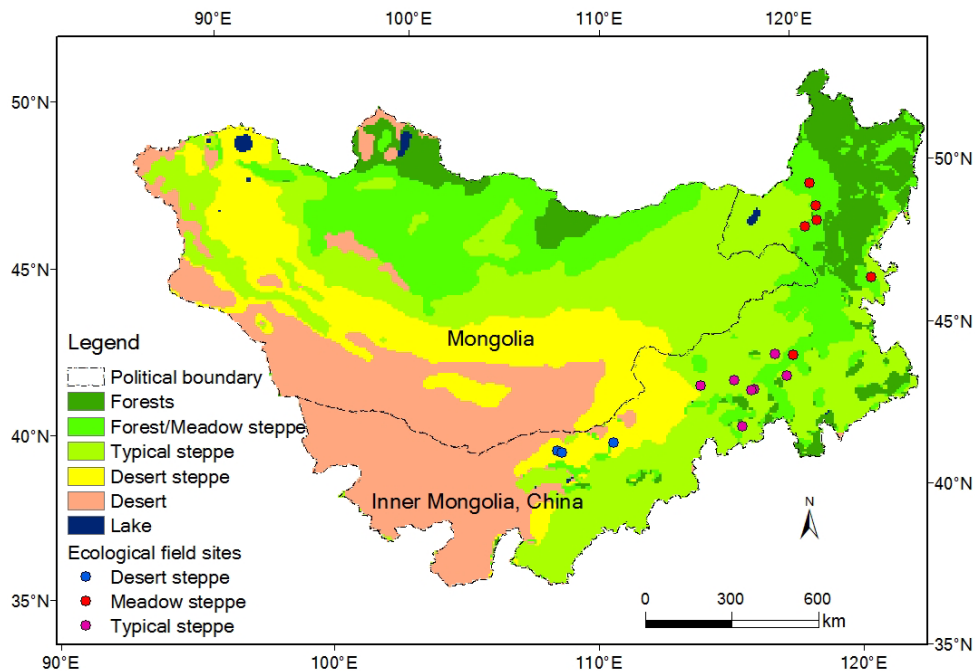 90°E 100°E 110°E 120°E
50°N
50°N
45°N
45°N
Mongolia
Legend
Political boundary
Forests
Forest/Meadow steppe
Typical steppe
40°N
Desert steppe
Desert
40°N
Inner Mongolia, China
Lake
N
Ecological field sites
Desert steppe
Meadow steppe
35°N
0 300 600
km
Typical steppe
35°N
90°E 100°E 110°E 120°E